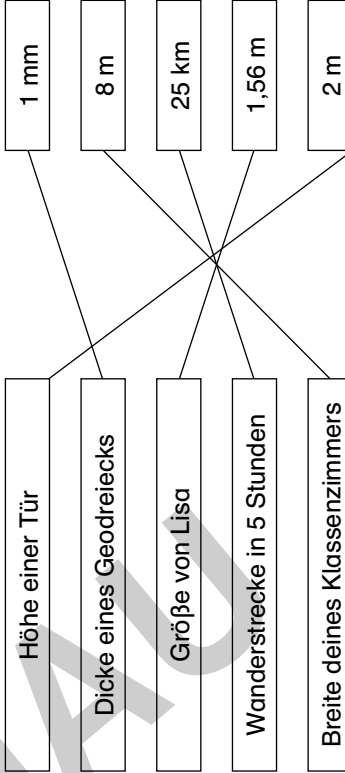 Höhe einer Tür
Dicke eines Geodreiecks
Größe von Lisa
Wanderstrecke in 5 Stunden
Breite deines Klassenzimmers
1 mm
8 m
25 km
1,56 m
2 m
AU